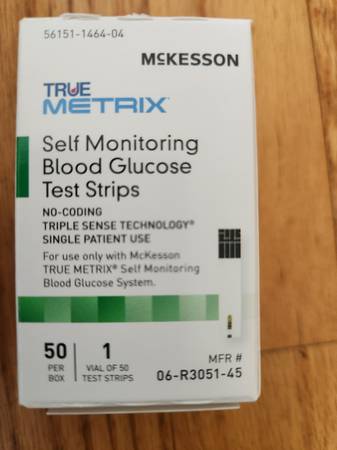 56151-1464-04
McKESSON
TRUE
METRIX®
Self Monitoring
Blood Glucose
Test Strips
NO-CODING
TRIPLE SENSE TECHNOLOGY®
SINGLE PATIENT USE
For use only with McKesson
TRUE METRIX® Self Monitoring
Blood Glucose System.
50
PER
BOX
1
VIAL OF 50
TEST STRIPS
MFR #
06-R3051-45